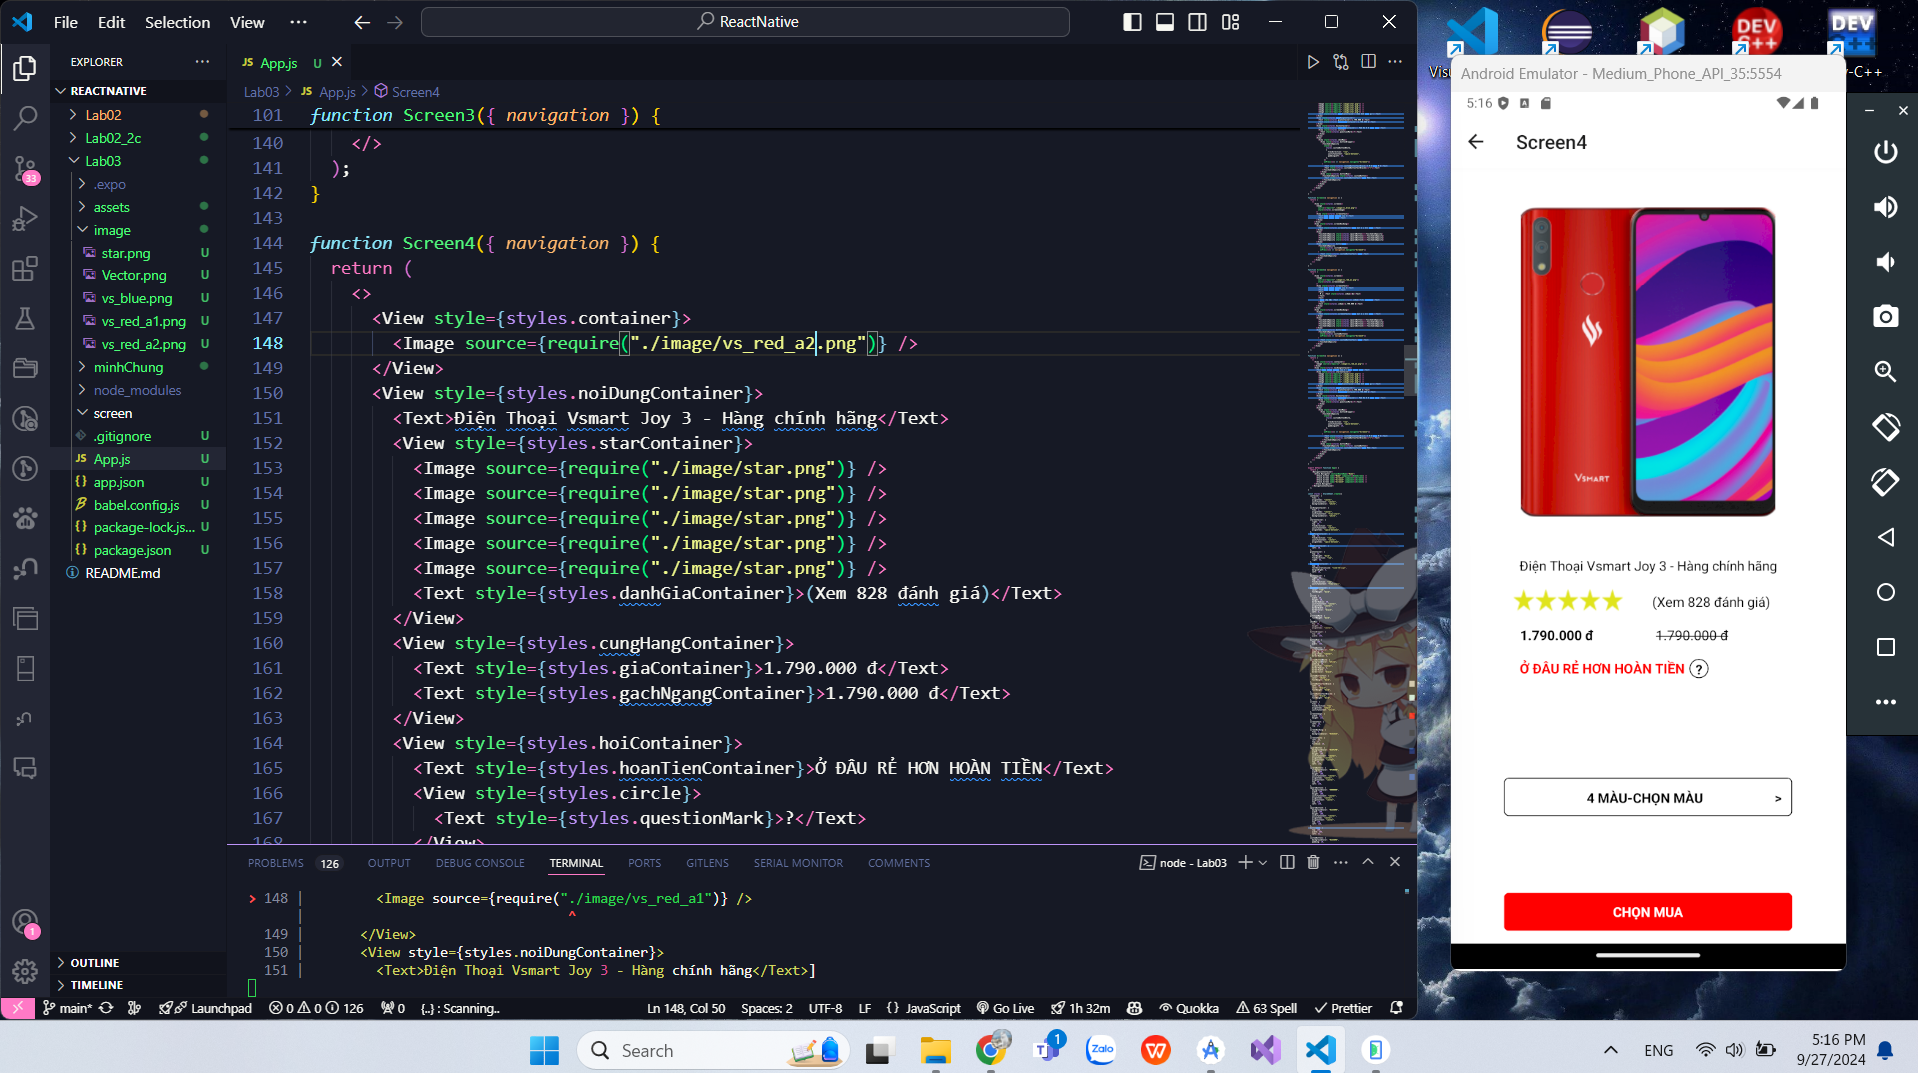 File Edit Selection View ··· ReactNative
EXPLORER ···
REACTNATIVE
Lab02
Lab02_2c
Lab03
.expo
assets
image
star.png U
Vector.png U
vs_blue.png U
vs_red_a1.png U
vs_red_a2.png U
minhChung
node_modules
screen
.gitignore U
JS App.js U
{} app.json U
babel.config.js U
{} package-lock.js... U
{} package.json U
README.md
OUTLINE
TIMELINE
33
1
JS App.js U
Lab03 > JS App.js > Screen4
101 function Screen3({ navigation }) {
140 </>
141 );
142 }
143
144 function Screen4({ navigation }) {
145 return (
146 <>
147 <View style={styles.container}>
148 <Image source={require("./image/vs_red_a2.png")} />
149 </View>
150 <View style={styles.noiDungContainer}>
151 <Text>Điện Thoại Vsmart Joy 3 - Hàng chính hãng</Text>
152 <View style={styles.starContainer}>
153 <Image source={require("./image/star.png")} />
154 <Image source={require("./image/star.png")} />
155 <Image source={require("./image/star.png")} />
156 <Image source={require("./image/star.png")} />
157 <Image source={require("./image/star.png")} />
158 <Text style={styles.danhGiaContainer}>(Xem 828 đánh giá)</Text>
159 </View>
160 <View style={styles.cungHangContainer}>
161 <Text style={styles.giaContainer}>1.790.000 đ</Text>
162 <Text style={styles.gachNgangContainer}>1.790.000 đ</Text>
163 </View>
164 <View style={styles.hoiContainer}>
165 <Text style={styles.hoanTienContainer}>Ở ĐÂU RẺ HƠN HOÀN TIỀN</Text>
166 <View style={styles.circle}>
167 <Text style={styles.questionMark}>?</Text>
168 </View>
PROBLEMS 126 OUTPUT DEBUG CONSOLE TERMINAL PORTS GITLENS SERIAL MONITOR COMMENTS node - Lab03
> 148 | <Image source={require("./image/vs_red_a1")} />
| ^
149 | </View>
150 | <View style={styles.noiDungContainer}>
151 | <Text>Điện Thoại Vsmart Joy 3 - Hàng chính hãng</Text>]
main* Launchpad 0 0 126 0 {..} : Scanning.. Ln 148, Col 50 Spaces: 2 UTF-8 LF {} JavaScript Go Live 1h 32m Quokka 63 Spell Prettier
DEV C++
DEV C++
Visu
-C++
Android Emulator - Medium_Phone_API_35:5554
5:16
Screen4
VSMART
Điện Thoại Vsmart Joy 3 - Hàng chính hãng
(Xem 828 đánh giá)
1.790.000 đ 1.790.000 đ
Ở ĐÂU RẺ HƠN HOÀN TIỀN ?
4 MÀU-CHỌN MÀU >
CHỌN MUA
Search
1
Zalo
ENG
5:16 PM
9/27/2024